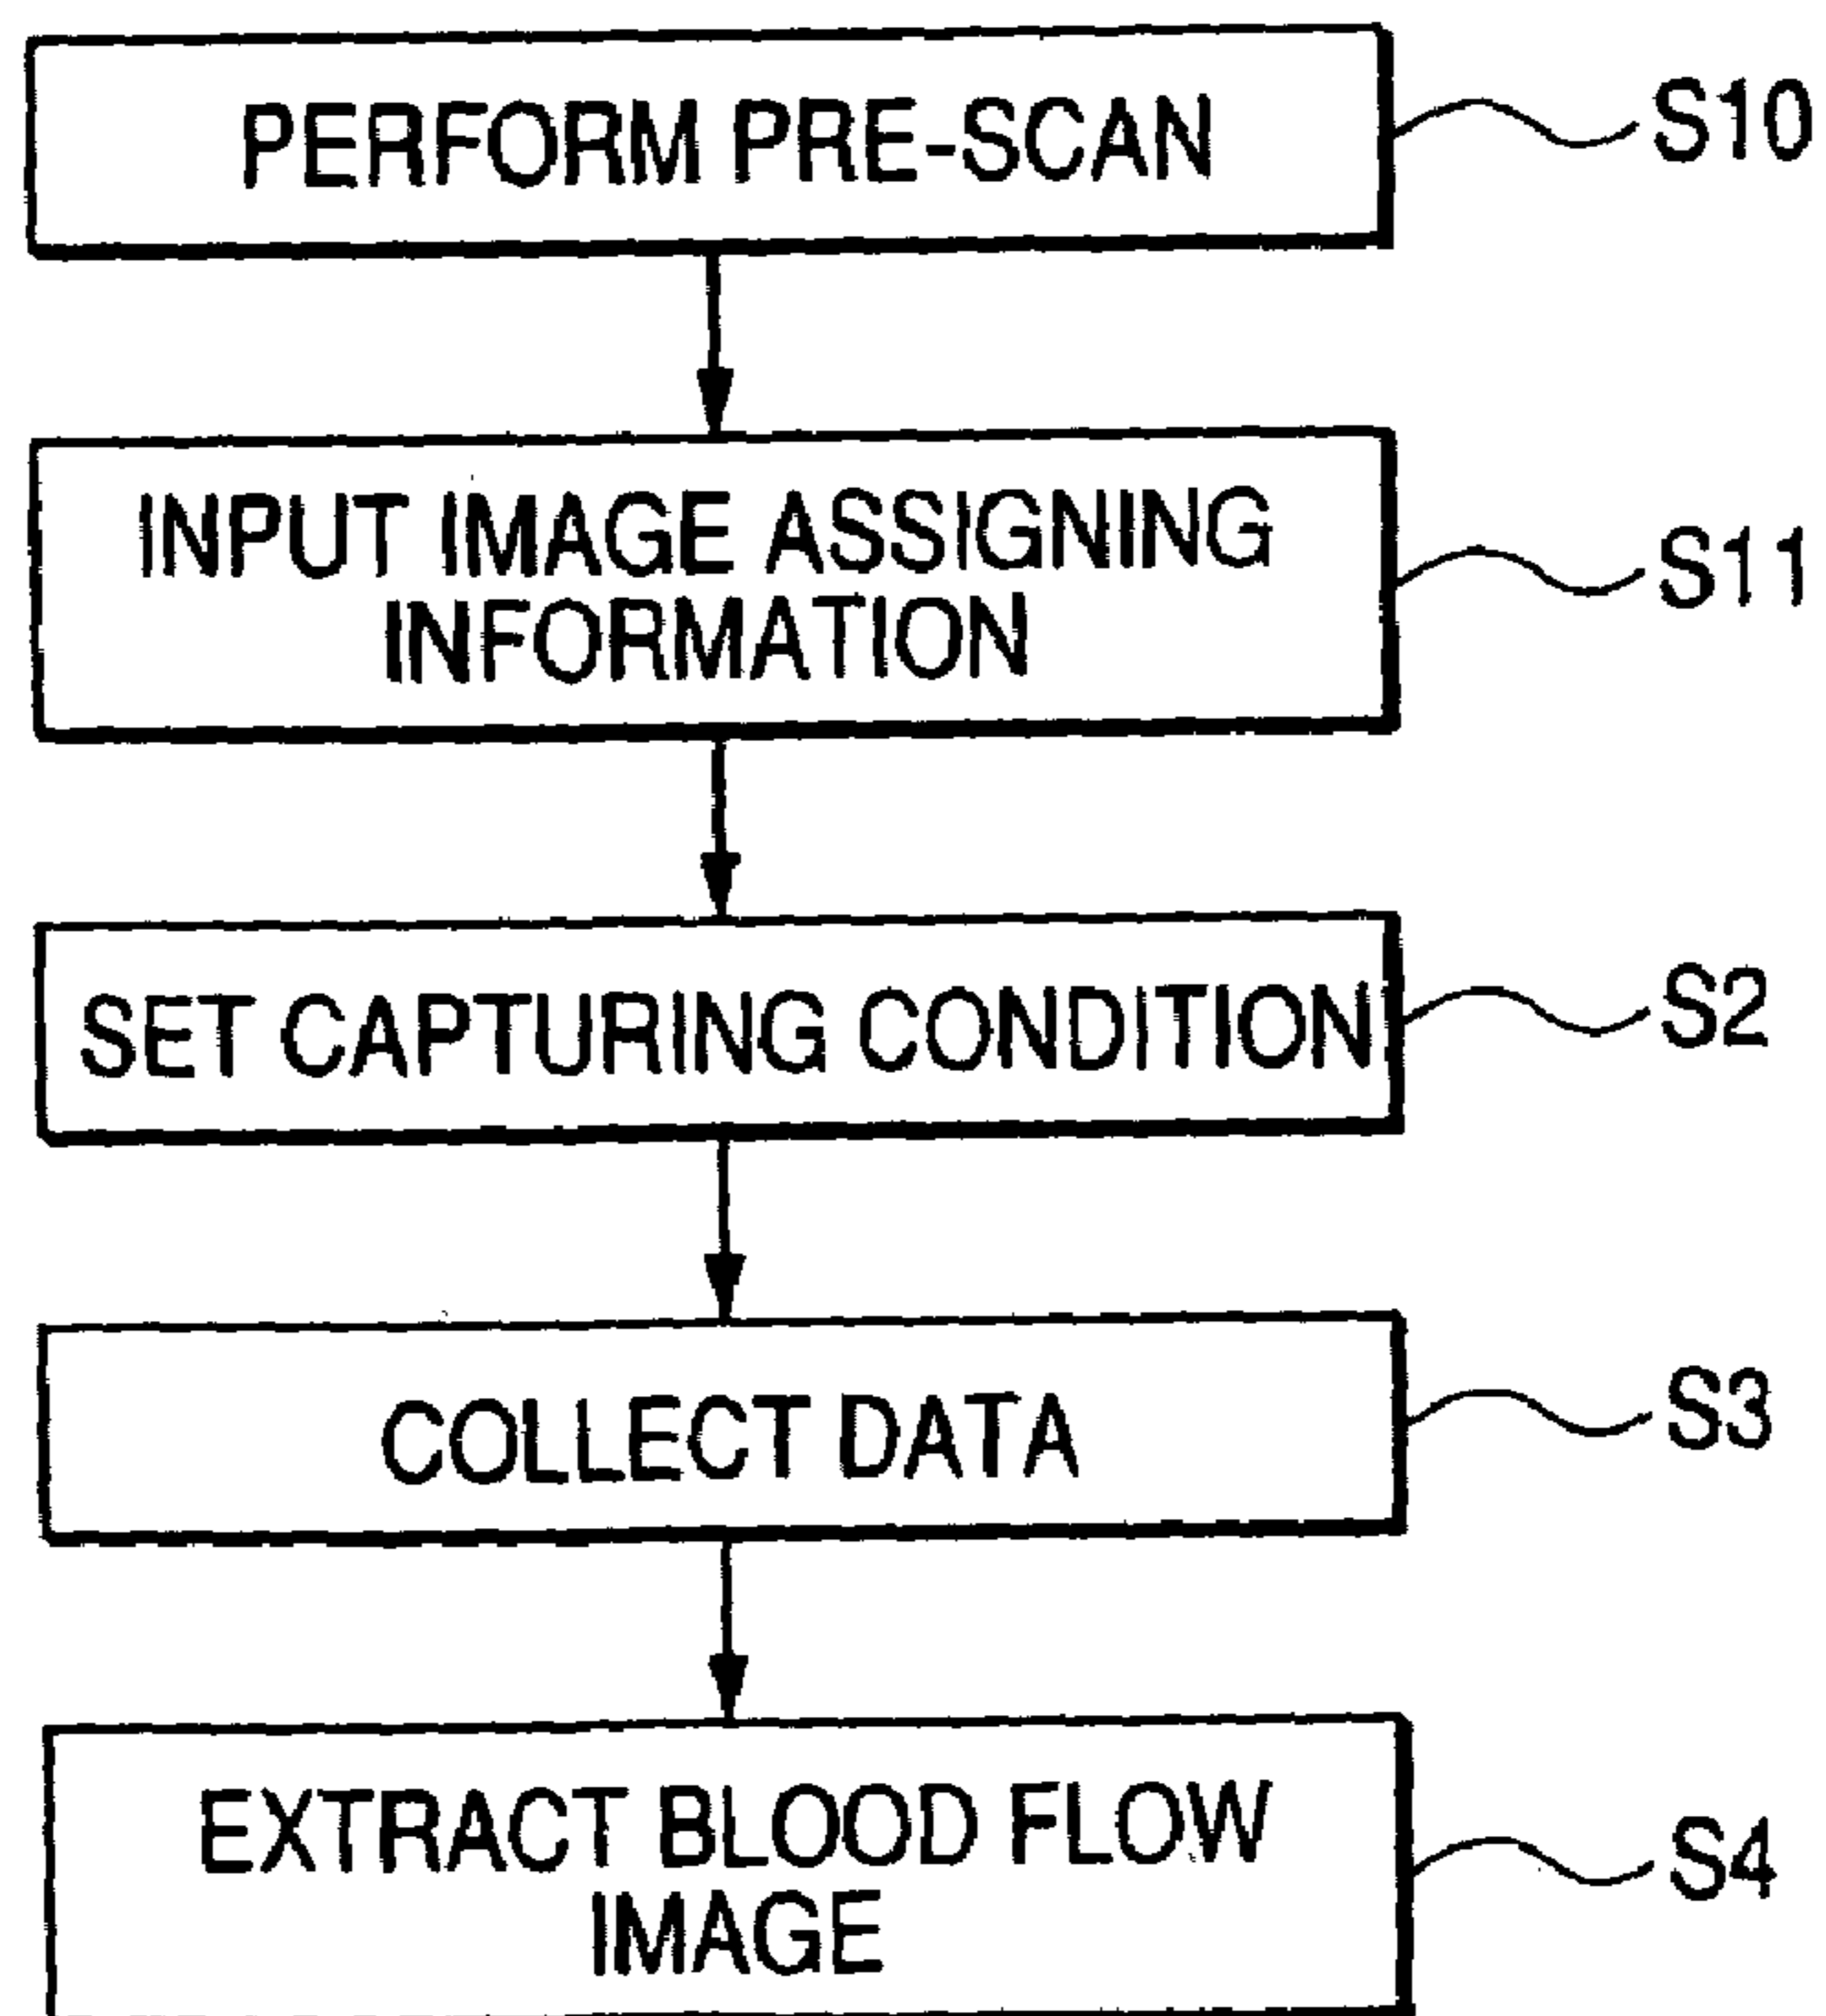 PERFORM PRE-SCAN
S10
INPUT IMAGE ASSIGNING
INFORMATION
S11
SET CAPTURING CONDITION
S2
COLLECT DATA
S3
EXTRACT BLOOD FLOW
IMAGE
S4